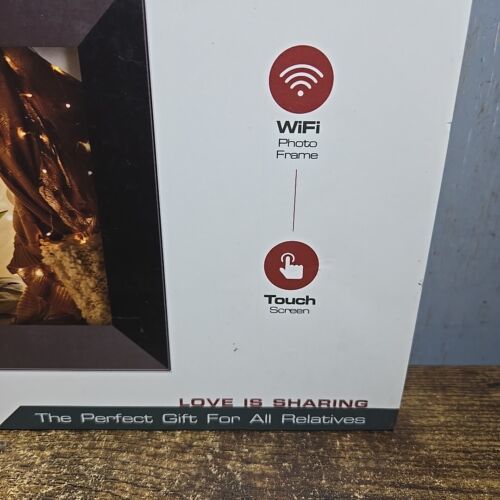 WiFi
Photo
Frame
Touch
Screen
LOVE IS SHARING
The Perfect Gift For All Relatives